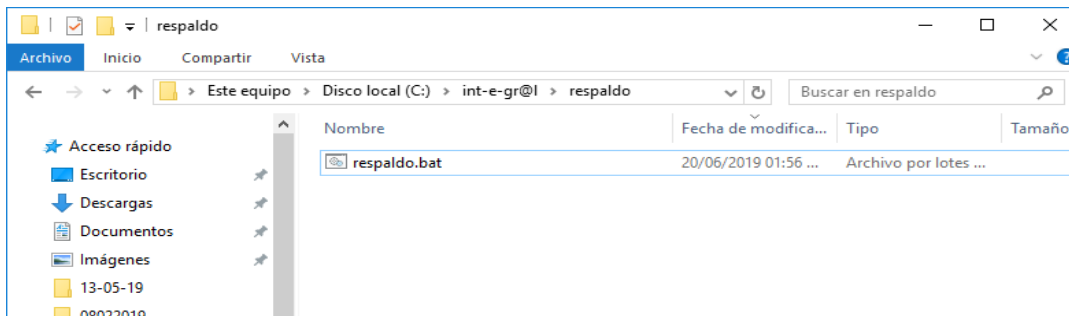 respaldo
Archivo Inicio Compartir Vista
Este equipo > Disco local (C:) > int-e-gr@l > respaldo Buscar en respaldo
Nombre Fecha de modifica... Tipo Tamaño
Acceso rápido
respaldo.bat 20/06/2019 01:56 ... Archivo por lotes ...
Escritorio
Descargas
Documentos
Imágenes
13-05-19
08022019